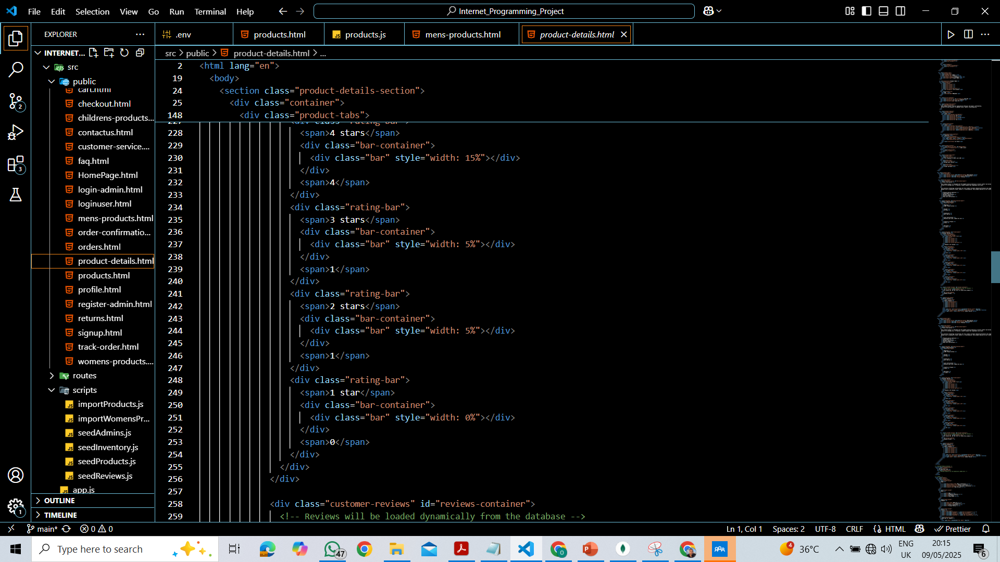 File Edit Selection View Go Run Terminal Help
Internet_Programming_Project
EXPLORER
.env
products.html
products.js
mens-products.html
product-details.html
INTERNET...
src > public > product-details.html > ...
src
public
cart.html
checkout.html
childrens-products...
contactus.html
customer-service....
faq.html
HomePage.html
login-admin.html
loginuser.html
mens-products.html
order-confirmatio...
orders.html
product-details.html
products.html
profile.html
register-admin.html
returns.html
signup.html
track-order.html
womens-products....
routes
scripts
importProducts.js
importWomensPr...
seedAdmins.js
seedInventory.js
seedProducts.js
seedReviews.js
app.js
OUTLINE
TIMELINE
2 <html lang="en">
19 <body>
24 <section class="product-details-section">
25 <div class="container">
148 <div class="product-tabs">
227 <div class="rating-bar">
228 <span>4 stars</span>
229 <div class="bar-container">
230 <div class="bar" style="width: 15%"></div>
231 </div>
232 <span>4</span>
233 </div>
234 <div class="rating-bar">
235 <span>3 stars</span>
236 <div class="bar-container">
237 <div class="bar" style="width: 5%"></div>
238 </div>
239 <span>1</span>
240 </div>
241 <div class="rating-bar">
242 <span>2 stars</span>
243 <div class="bar-container">
244 <div class="bar" style="width: 5%"></div>
245 </div>
246 <span>1</span>
247 </div>
248 <div class="rating-bar">
249 <span>1 star</span>
250 <div class="bar-container">
251 <div class="bar" style="width: 0%"></div>
252 </div>
253 <span>0</span>
254 </div>
255 </div>
256 </div>
257
258 <div class="customer-reviews" id="reviews-container">
259 <!-- Reviews will be loaded dynamically from the database -->
2
3
1
main* 0 0
Ln 1, Col 1 Spaces: 2 UTF-8 CRLF HTML Prettier
Type here to search
47
4
36°C
ENG
UK
20:15
09/05/2025
6